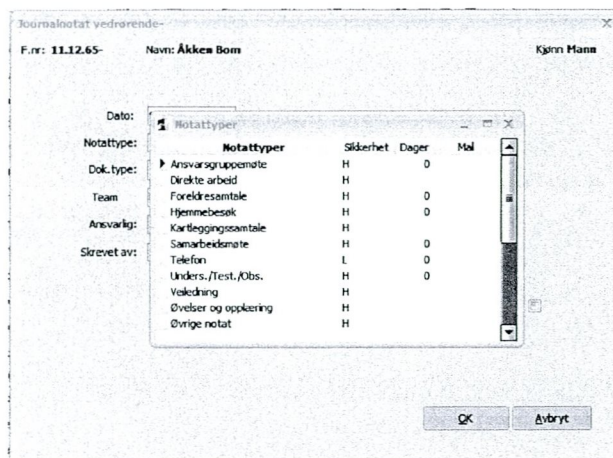 Journalnotat vedrørende-
F.nr: 11.12.65- Navn: Åkken Bom Kjønn Mann
Dato:
Notattype:
Dok.type:
Team
Ansvarlig:
Skrevet av:
Notattyper
Notattyper Sikkerhet Dager Mal
Ansvarsgruppemøte H 0
Direkte arbeid H
Foreldresamtale H 0
Hjemmebesøk H 0
Kartleggingssamtale H
Samarbeidsmøte H 0
Telefon L 0
Unders./Test./Obs. H 0
Veiledning H
Øvelser og opplæring H
Øvrige notat H
OK Avbryt